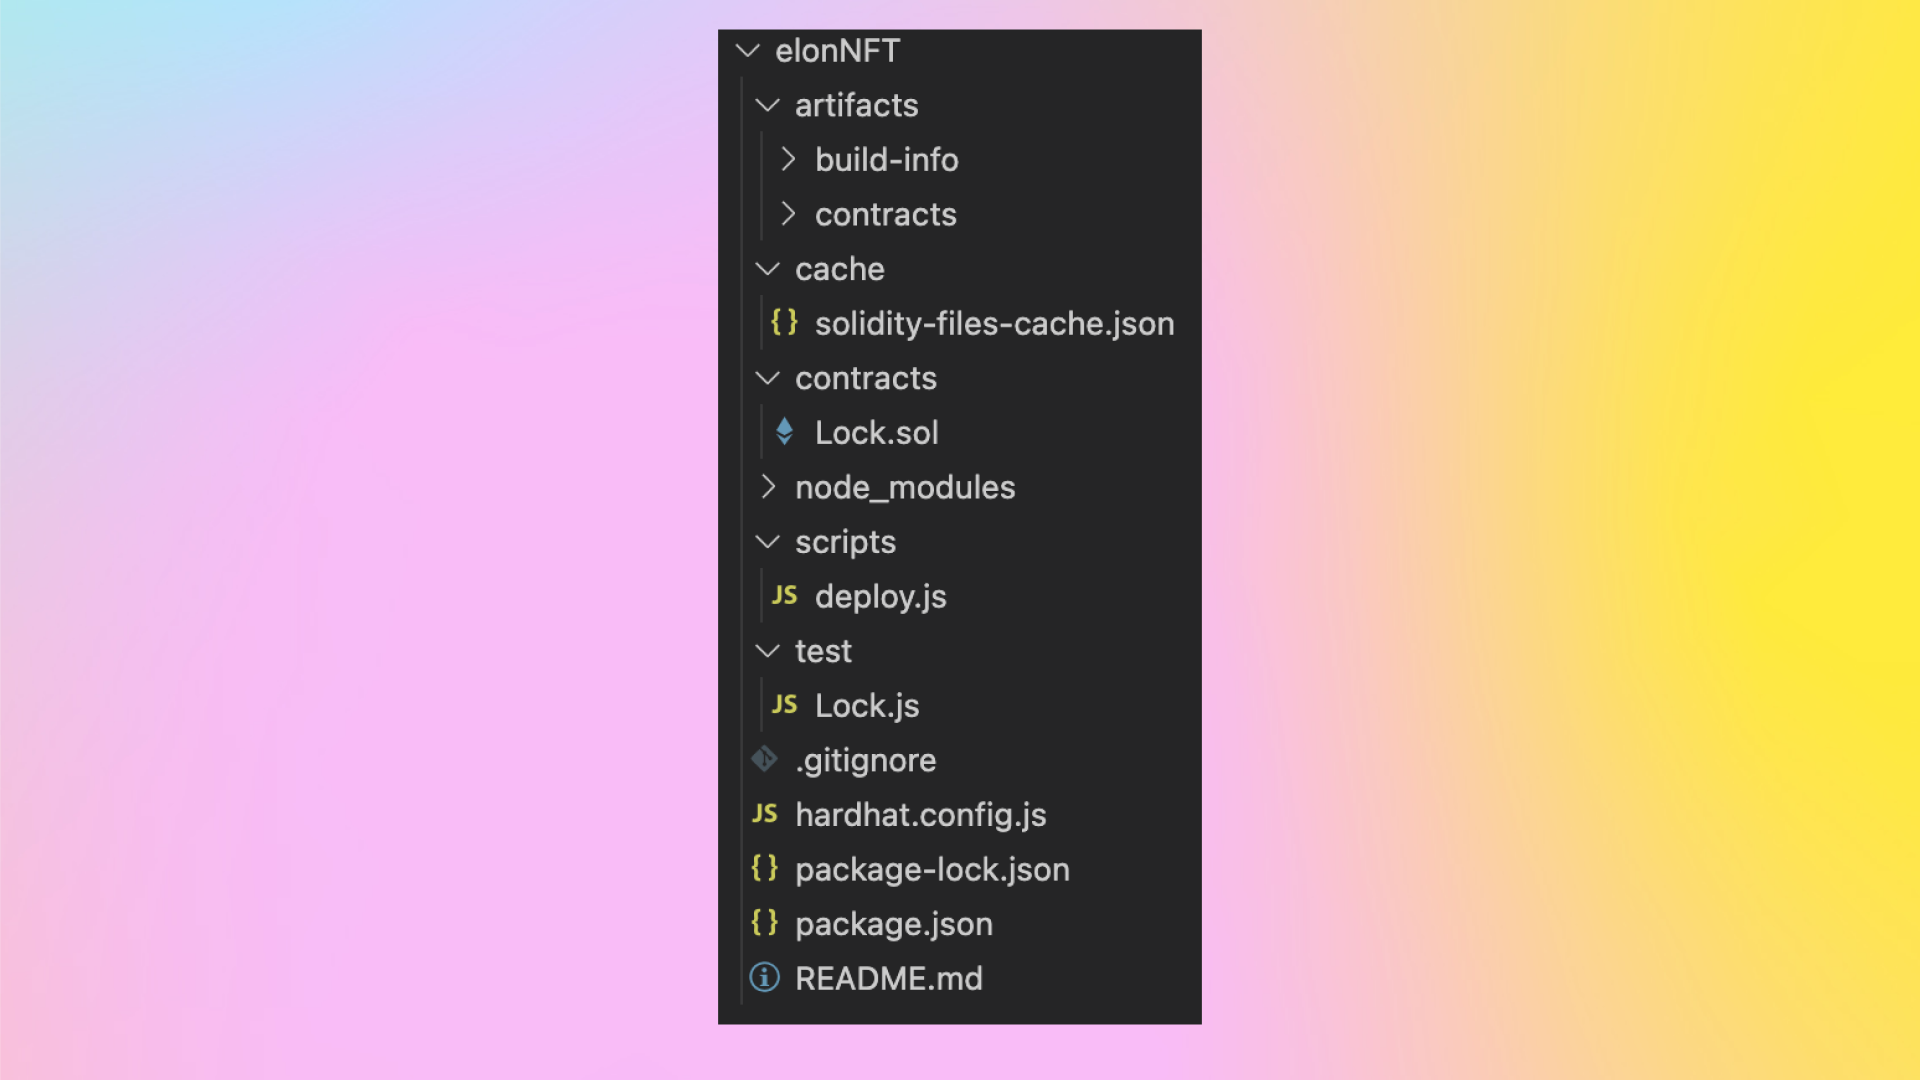 elonNFT
artifacts
build-info
contracts
cache
{} solidity-files-cache.json
contracts
Lock.sol
node_modules
scripts
JS deploy.js
test
JS Lock.js
.gitignore
JS hardhat.config.js
{} package-lock.json
{} package.json
README.md